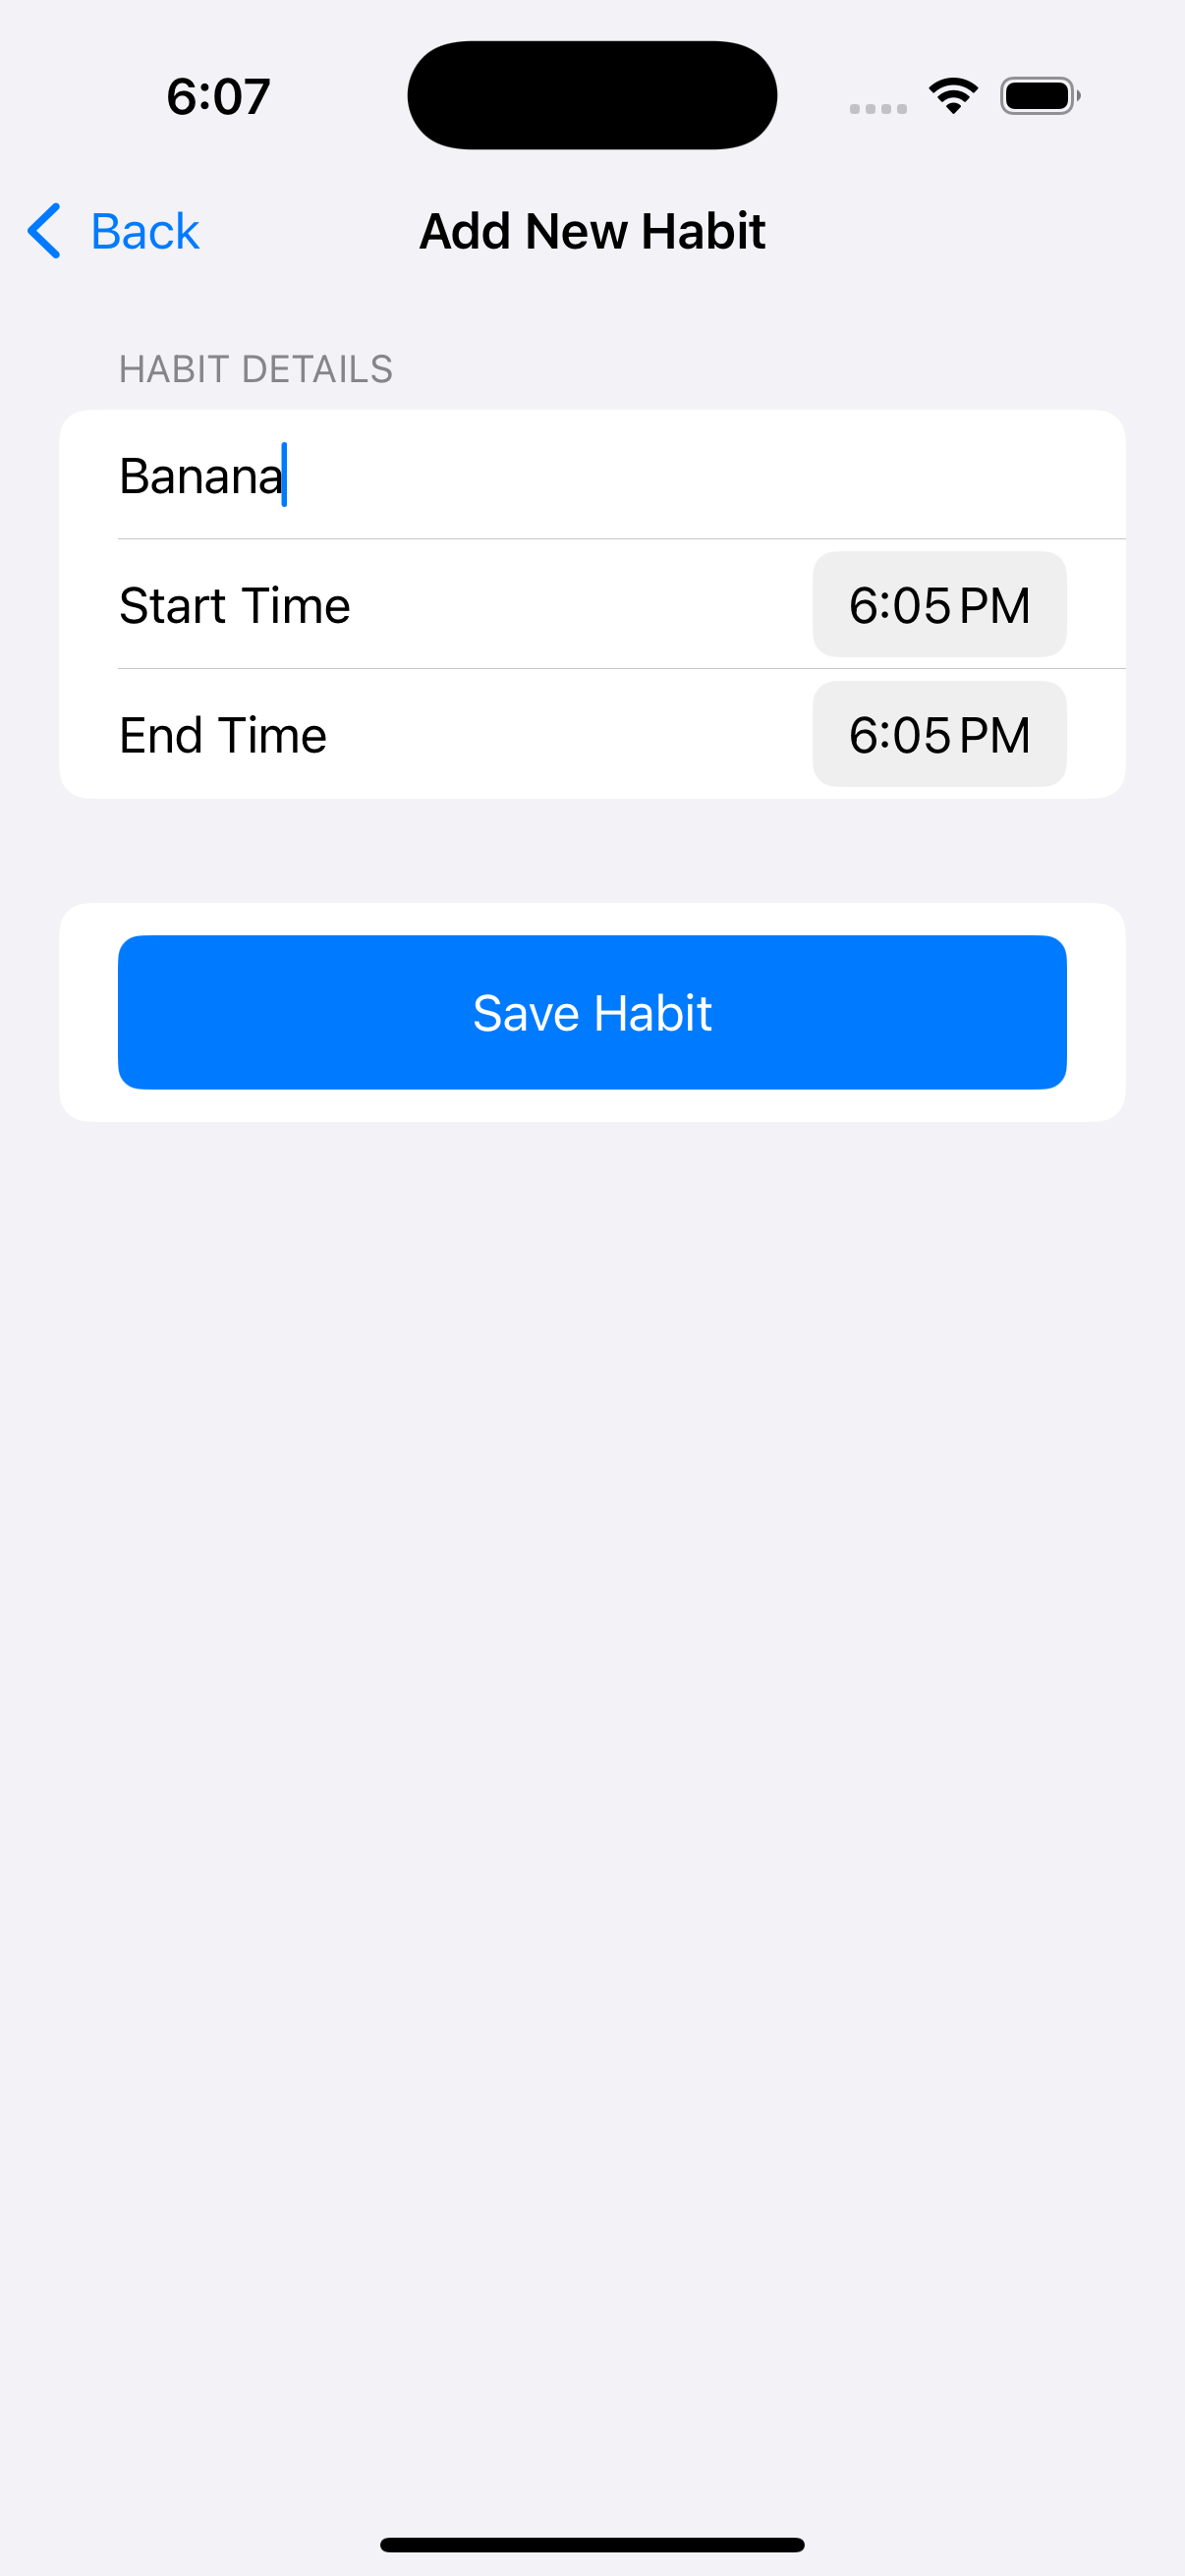 6:07
Back Add New Habit
HABIT DETAILS
Banana
Start Time 6:05 PM
End Time 6:05 PM
Save Habit